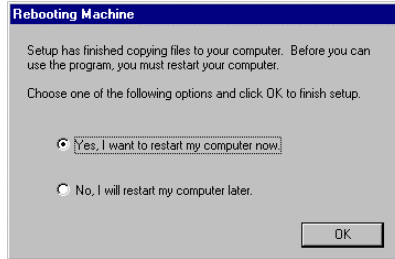 Rebooting Machine
Setup has finished copying files to your computer. Before you can
use the program, you must restart your computer.
Choose one of the following options and click OK to finish setup.
Yes, I want to restart my computer now.
No, I will restart my computer later.
OK